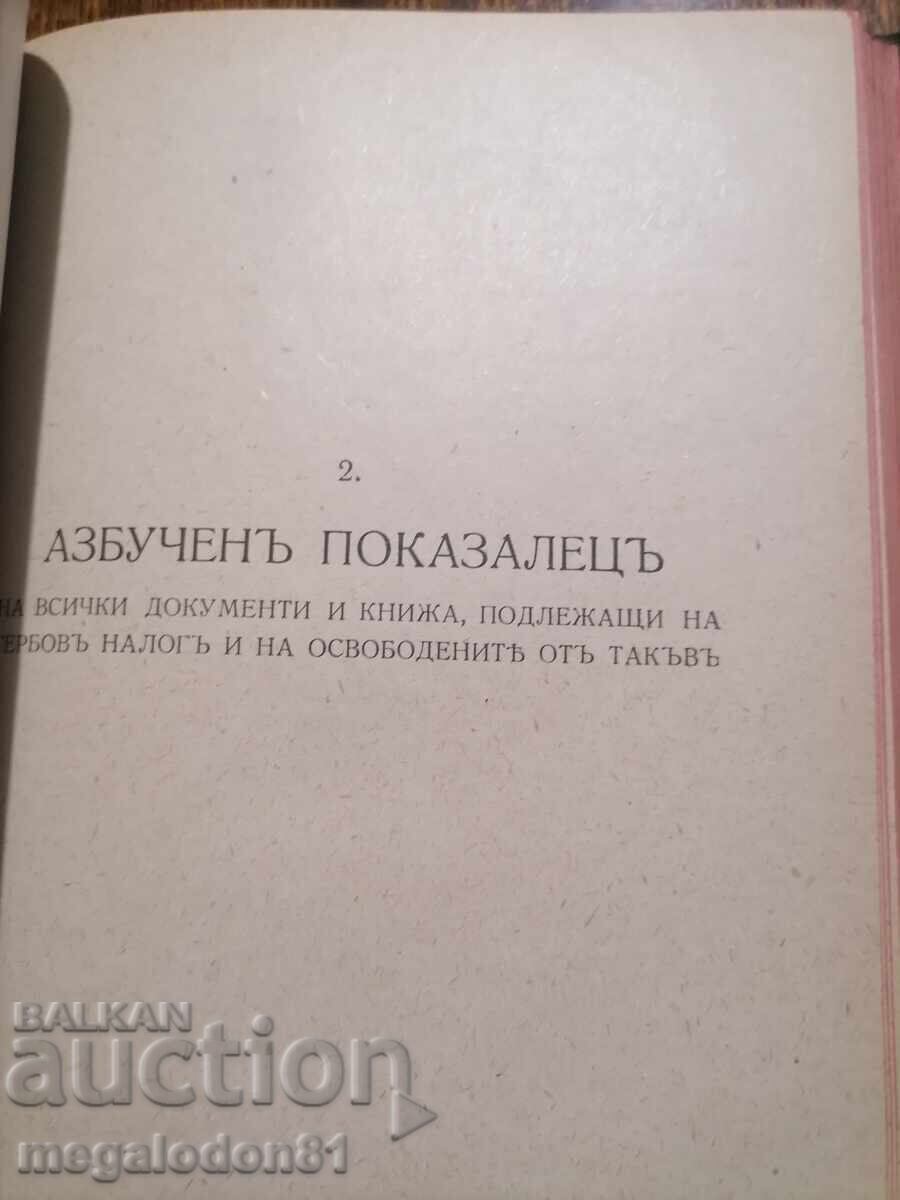 2.
АЗБУЧЕНЪ ПОКАЗАЛЕЦЪ
НА ВСИЧКИ ДОКУМЕНТИ И КНИЖА, ПОДЛЕЖАЩИ НА
ЕРБОВЪ НАЛОГЪ И НА ОСВОБОДЕНИТѢ ОТЪ ТАКЪВЪ
BALKAN
auction
megalodon81